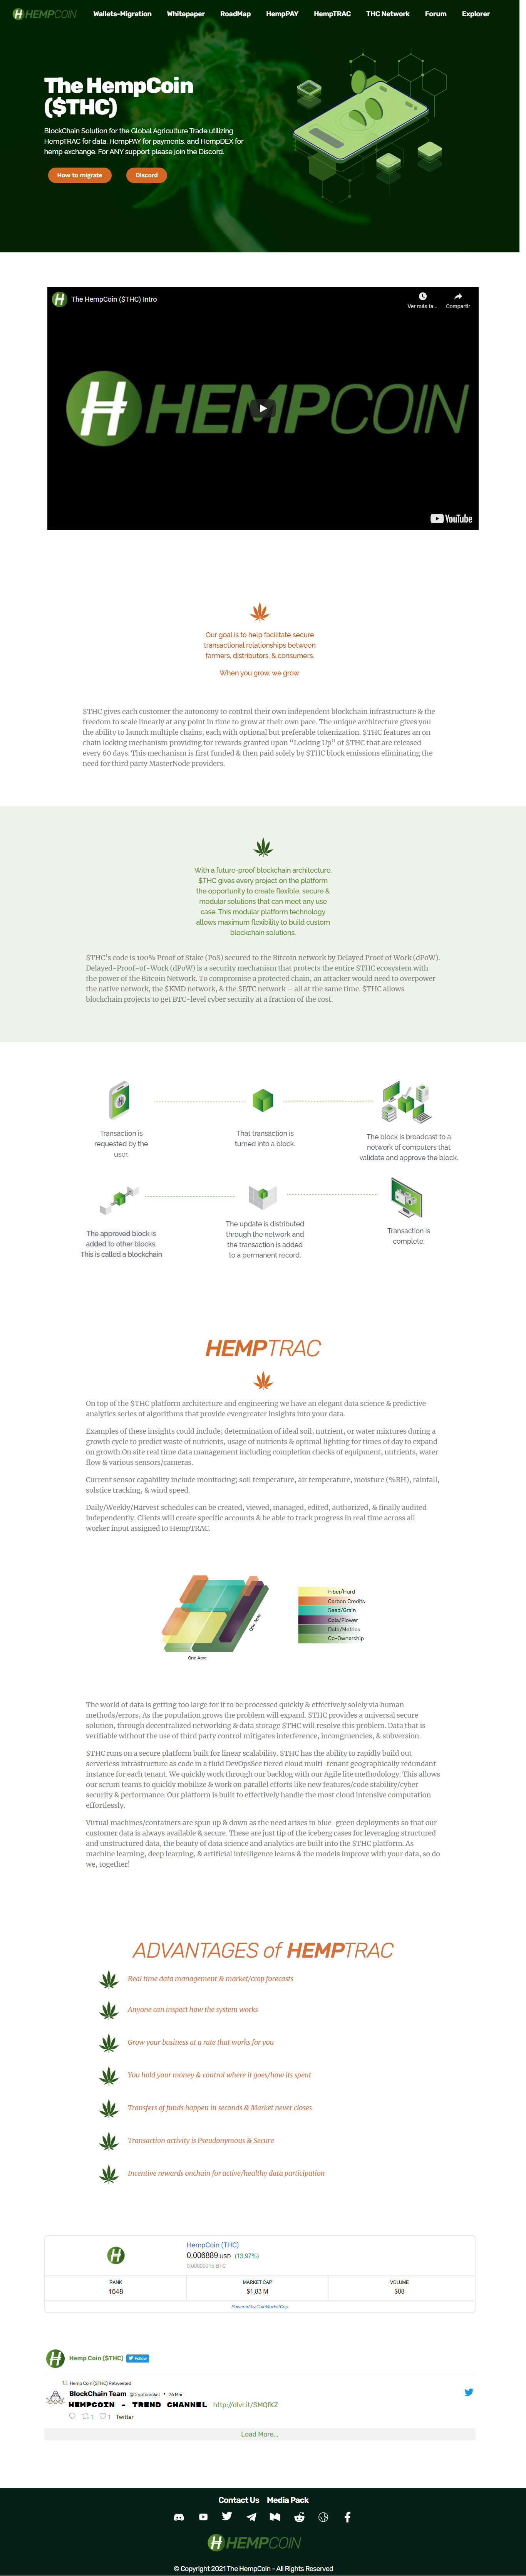 HEMPCOIN
Wallets-Migration Whitepaper RoadMap HempPAY HempTRAC THC Network Forum Explorer
The HempCoin
($THC)
BlockChain Solution for the Global Agriculture Trade utilizing
HempTRAC for data, HempPAY for payments, and HempDEX for
hemp exchange. For ANY support please join the Discord.
How to migrate Discord
The HempCoin ($THC) Intro
Ver más ta... Compartir
HEMPCOIN
YouTube
Our goal is to help facilitate secure
transactional relationships between
farmers, distributors, & consumers.
When you grow, we grow.
$THC gives each customer the autonomy to control their own independent blockchain infrastructure & the
freedom to scale linearly at any point in time to grow at their own pace. The unique architecture gives you
the ability to launch multiple chains, each with optional but preferable tokenization. $THC features an on
chain locking mechanism providing for rewards granted upon “Locking Up” of $THC that are released
every 60 days. This mechanism is first funded & then paid solely by $THC block emissions eliminating the
need for third party MasterNode providers.
With a future-proof blockchain architecture,
$THC gives every project on the platform
the opportunity to create flexible, secure &
modular solutions that can meet any use
case. This modular platform technology
allows maximum flexibility to build custom
blockchain solutions.
$THC’s code is 100% Proof of Stake (PoS) secured to the Bitcoin network by Delayed Proof of Work (dPoW).
Delayed-Proof-of-Work (dPoW) is a security mechanism that protects the entire $THC ecosystem with
the power of the Bitcoin Network. To compromise a protected chain, an attacker would need to overpower
the native network, the $KMD network, & the $BTC network – all at the same time. $THC allows
blockchain projects to get BTC-level cyber security at a fraction of the cost.
Transaction is
requested by the
user.
That transaction is
turned into a block.
The block is broadcast to a
network of computers that
validate and approve the block.
The approved block is
added to other blocks.
This is called a blockchain
The update is distributed
through the network and
the transaction is added
to a permanent record.
Transaction is
complete.
HEMPTRAC
On top of the $THC platform architecture and engineering we have an elegant data science & predictive
analytics series of algorithms that provide evengreater insights into your data.
Examples of these insights could include; determination of ideal soil, nutrient, or water mixtures during a
growth cycle to predict waste of nutrients, usage of nutrients & optimal lighting for times of day to expand
on growth.On site real time data management including completion checks of equipment, nutrients, water
flow & various sensors/cameras.
Current sensor capability include monitoring; soil temperature, air temperature, moisture (%RH), rainfall,
solstice tracking, & wind speed.
Daily/Weekly/Harvest schedules can be created, viewed, managed, edited, authorized, & finally audited
independently. Clients will create specific accounts & be able to track progress in real time across all
worker input assigned to HempTRAC.
One Acre
One Acre
Fiber/Hurd
Carbon Credits
Seed/Grain
Cola/Flower
Data/Metrics
Co-Ownership
The world of data is getting too large for it to be processed quickly & effectively solely via human
methods/errors, As the population grows the problem will expand. $THC provides a universal secure
solution, through decentralized networking & data storage $THC will resolve this problem. Data that is
verifiable without the use of third party control mitigates interference, incongruencies, & subversion.
$THC runs on a secure platform built for linear scalability. $THC has the ability to rapidly build out
serverless infrastructure as code in a fluid DevOpsSec tiered cloud multi-tenant geographically redundant
instance for each tenant. We quickly work through our backlog with our Agile lite methodology. This allows
our scrum teams to quickly mobilize & work on parallel efforts like new features/code stability/cyber
security & performance. Our platform is built to effectively handle the most cloud intensive computation
effortlessly.
Virtual machines/containers are spun up & down as the need arises in blue-green deployments so that our
customer data is always available & secure. These are just tip of the iceberg cases for leveraging structured
and unstructured data, the beauty of data science and analytics are built into the $THC platform. As
machine learning, deep learning, & artificial intelligence learns & the models improve with your data, so do
we, together!
ADVANTAGES of HEMPTRAC
Real time data management & market/crop forecasts
Anyone can inspect how the system works
Grow your business at a rate that works for you
You hold your money & control where it goes/how its spent
Transfers of funds happen in seconds & Market never closes
Transaction activity is Pseudonymous & Secure
Incentive rewards onchain for active/healthy data participation
HempCoin (THC)
0,006889 USD (13,97%)
0.00000015 BTC
RANK MARKET CAP VOLUME
1548 $1,83 M $88
Powered by CoinMarketCap
Hemp Coin ($THC) Follow
Hemp Coin ($THC) Retweeted
BlockChain Team @Cryptoracket • 26 Mar
HEMPCOIN - TREND CHANNEL http://dlvr.it/SMQfKZ
1 1 Twitter
Load More...
Contact Us Media Pack
HEMPCOIN
© Copyright 2021 The HempCoin - All Rights Reserved